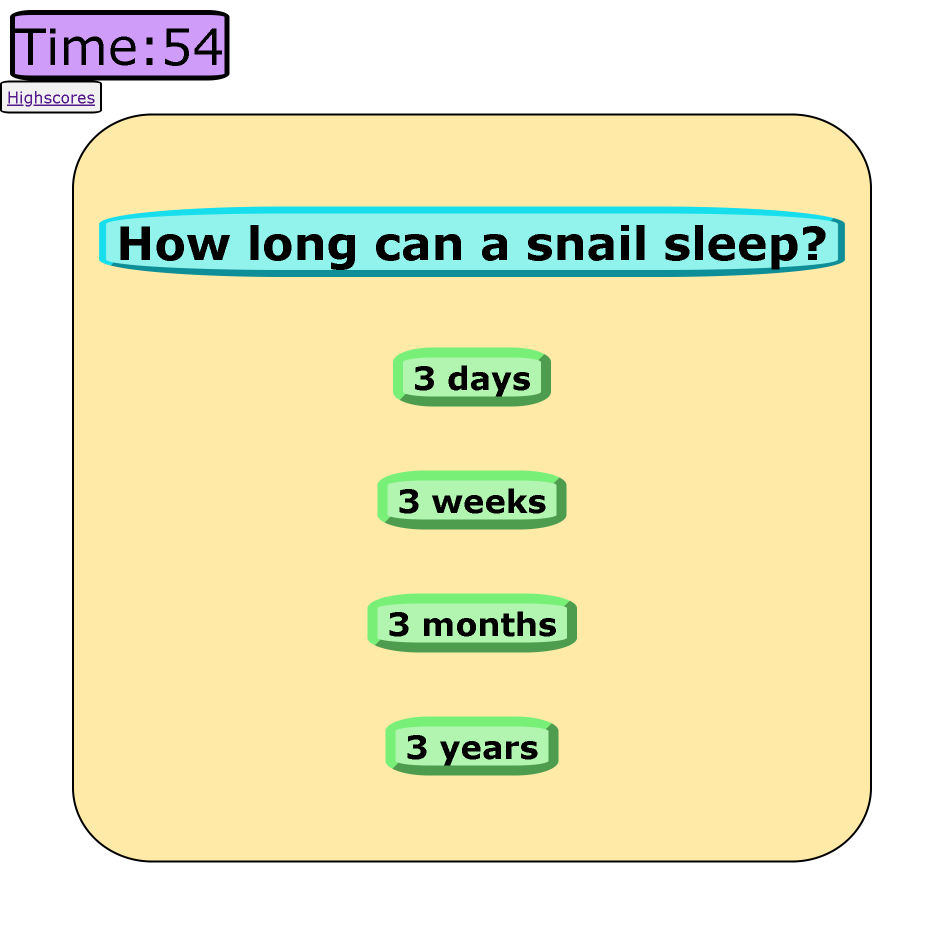 Time:54
Highscores
How long can a snail sleep?
3 days
3 weeks
3 months
3 years